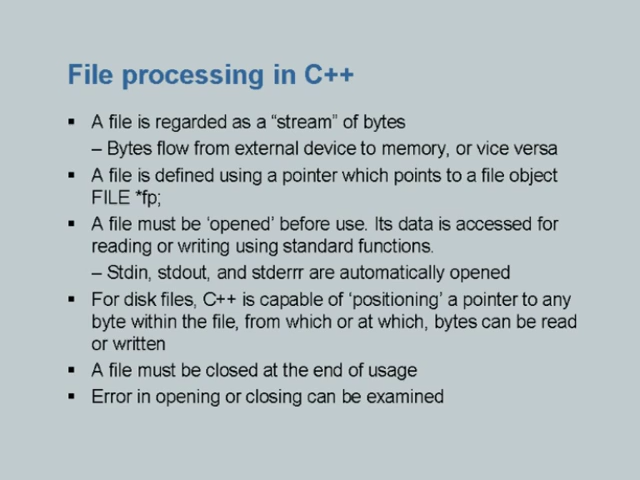 File processing in C++
▪ A file is regarded as a “stream” of bytes
– Bytes flow from external device to memory, or vice versa
▪ A file is defined using a pointer which points to a file object
FILE *fp;
▪ A file must be ‘opened’ before use. Its data is accessed for
reading or writing using standard functions.
– Stdin, stdout, and stderrr are automatically opened
▪ For disk files, C++ is capable of ‘positioning’ a pointer to any
byte within the file, from which or at which, bytes can be read
or written
▪ A file must be closed at the end of usage
▪ Error in opening or closing can be examined